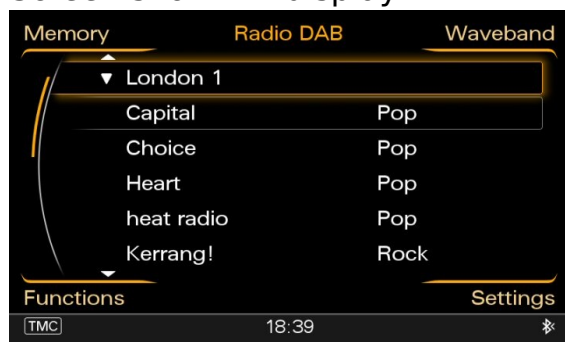 Memory Radio DAB Waveband
London 1
Capital Pop
Choice Pop
Heart Pop
heat radio Pop
Kerrang! Rock
Functions Settings
TMC 18:39